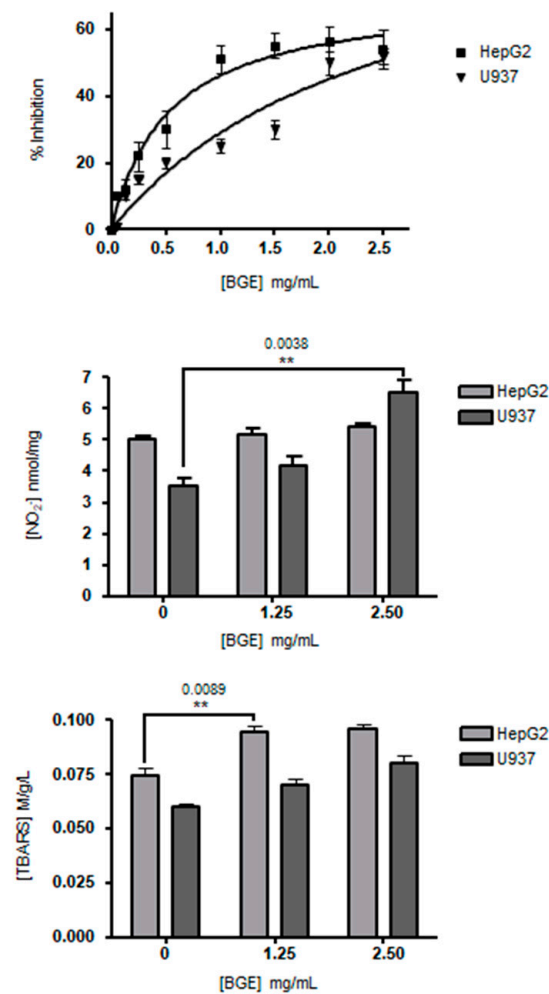 60
40
20
0
% Inhibition
0.0 0.5 1.0 1.5 2.0 2.5
[BGE] mg/mL
HepG2
U937
0.0038
**
7
6
5
4
3
2
1
0
[NO₂⁻] nmol/mg
0 1.25 2.50
[BGE] mg/mL
HepG2
U937
0.0089
**
0.100
0.075
0.050
0.025
0.000
[TBARS] M/g/L
0 1.25 2.50
[BGE] mg/mL
HepG2
U937